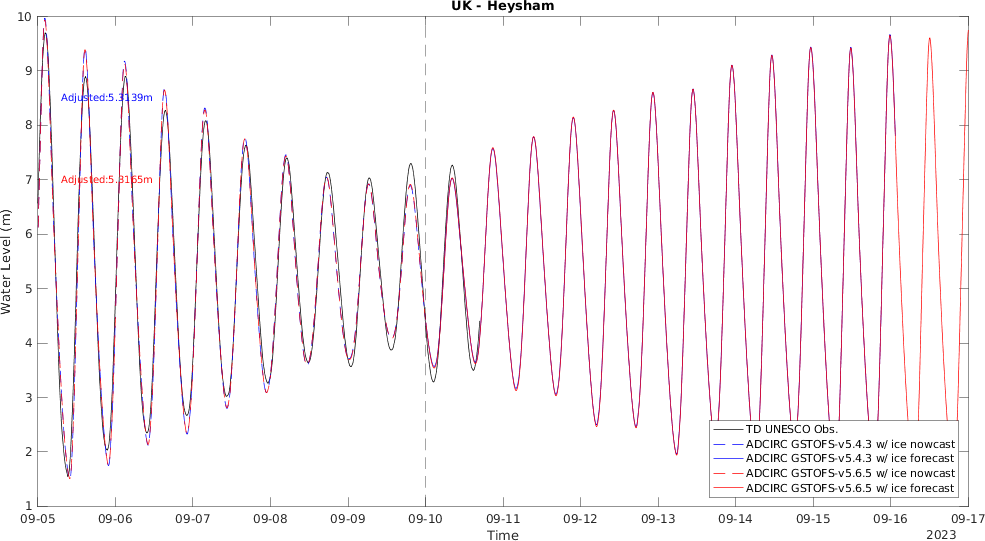 UK - Heysham
10
9
8
7
6
5
4
3
2
1
Water Level (m)
Adjusted:5.3139m
Adjusted:5.3165m
TD UNESCO Obs.
ADCIRC GSTOFS-v5.4.3 w/ ice nowcast
ADCIRC GSTOFS-v5.4.3 w/ ice forecast
ADCIRC GSTOFS-v5.6.5 w/ ice nowcast
ADCIRC GSTOFS-v5.6.5 w/ ice forecast
09-05 09-06 09-07 09-08 09-09 09-10 09-11 09-12 09-13 09-14 09-15 09-16 09-17
Time
2023